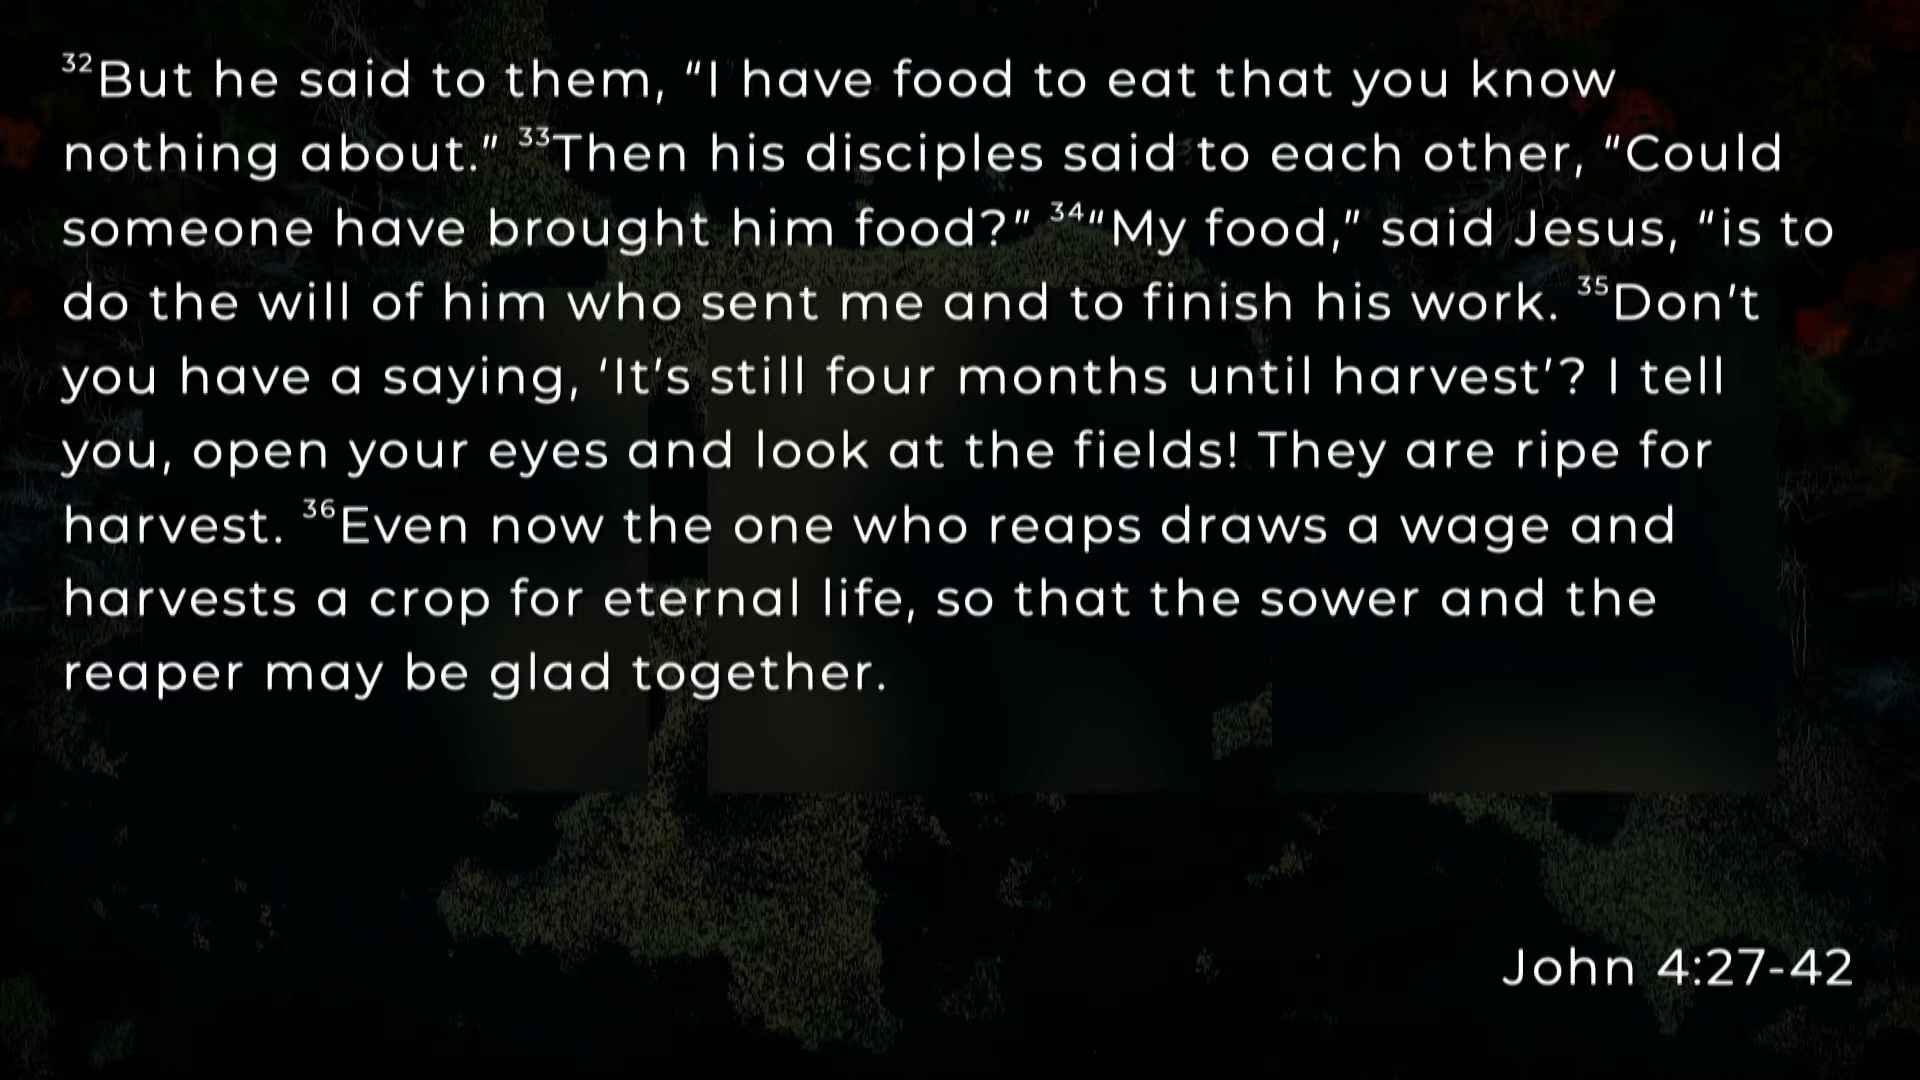 ³²But he said to them, “I have food to eat that you know
nothing about.” ³³Then his disciples said to each other, “Could
someone have brought him food?” ³⁴“My food,” said Jesus, “is to
do the will of him who sent me and to finish his work. ³⁵Don’t
you have a saying, ‘It’s still four months until harvest’? I tell
you, open your eyes and look at the fields! They are ripe for
harvest. ³⁶Even now the one who reaps draws a wage and
harvests a crop for eternal life, so that the sower and the
reaper may be glad together.
John 4:27-42